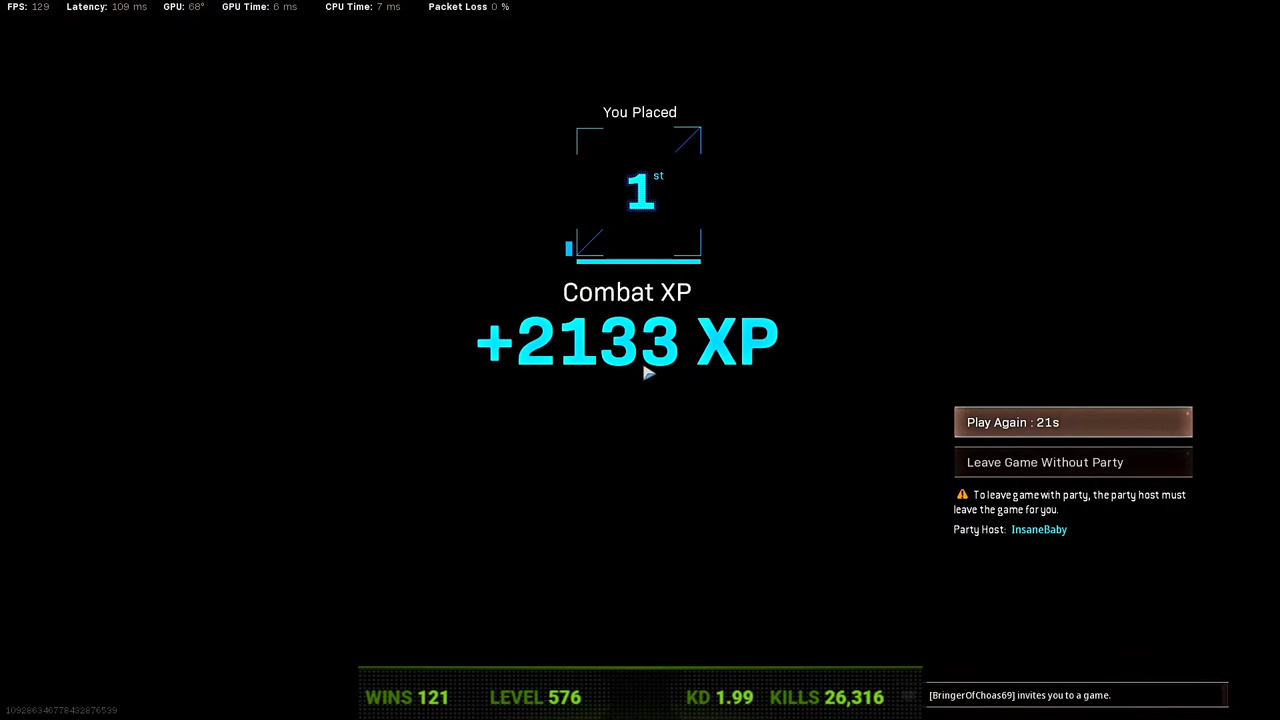 FPS: 129 Latency: 109 ms GPU: 68° GPU Time: 6 ms CPU Time: 7 ms Packet Loss 0 %
You Placed
1st
Combat XP
+2133 XP
Play Again : 21s
Leave Game Without Party
To leave game with party, the party host must
leave the game for you.
Party Host: InsaneBaby
WINS 121 LEVEL 576 KD 1.99 KILLS 26,316
[BringerOfChoas69] invites you to a game.